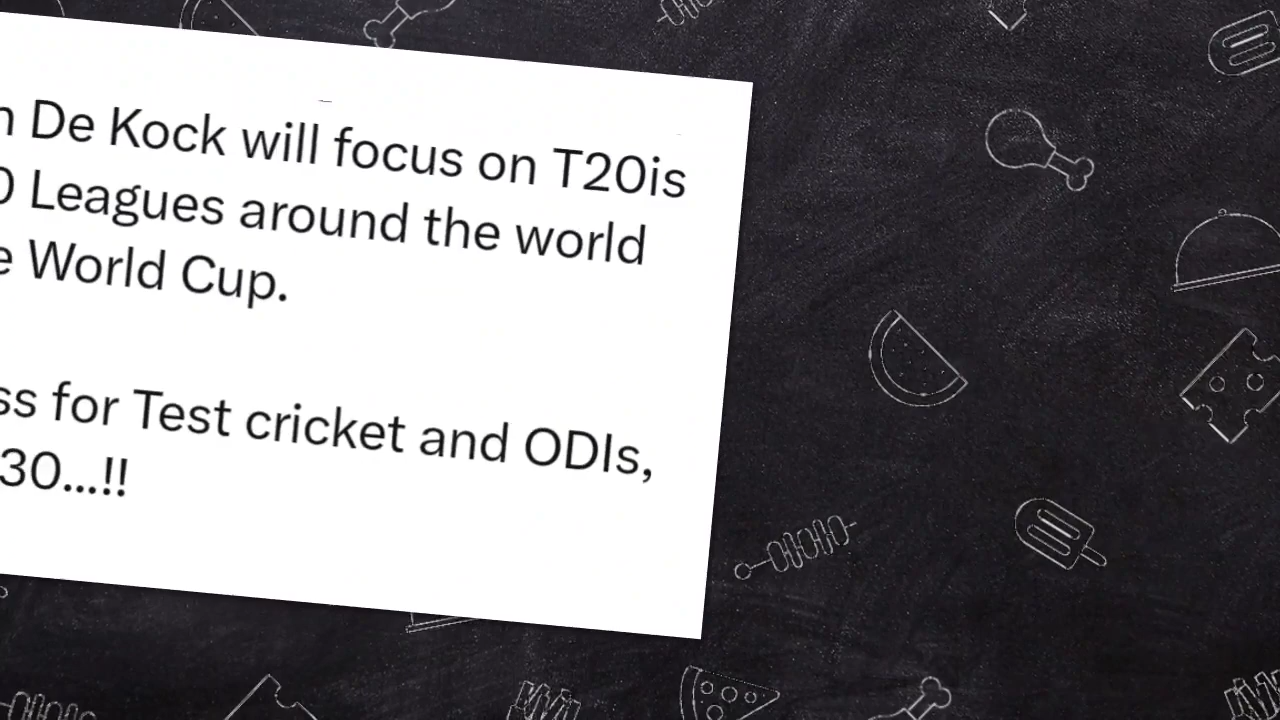 n De Kock will focus on T20is
0 Leagues around the world
e World Cup.
ss for Test cricket and ODIs,
30...!!